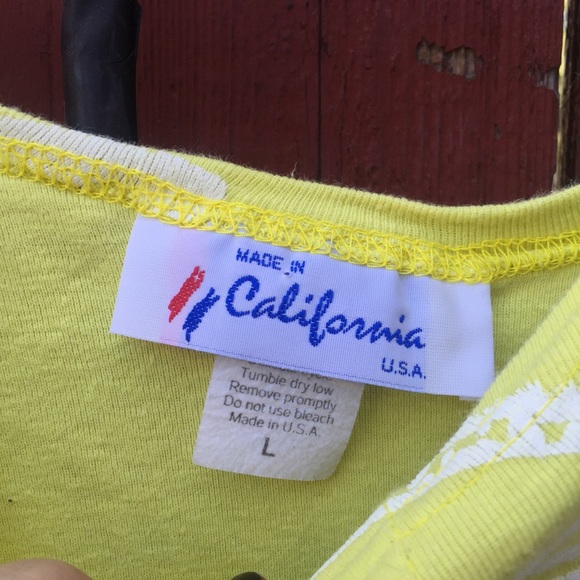 MADE IN
California
U.S.A.
Tumble dry low
Remove promptly
Do not use bleach
Made in U.S.A.
L